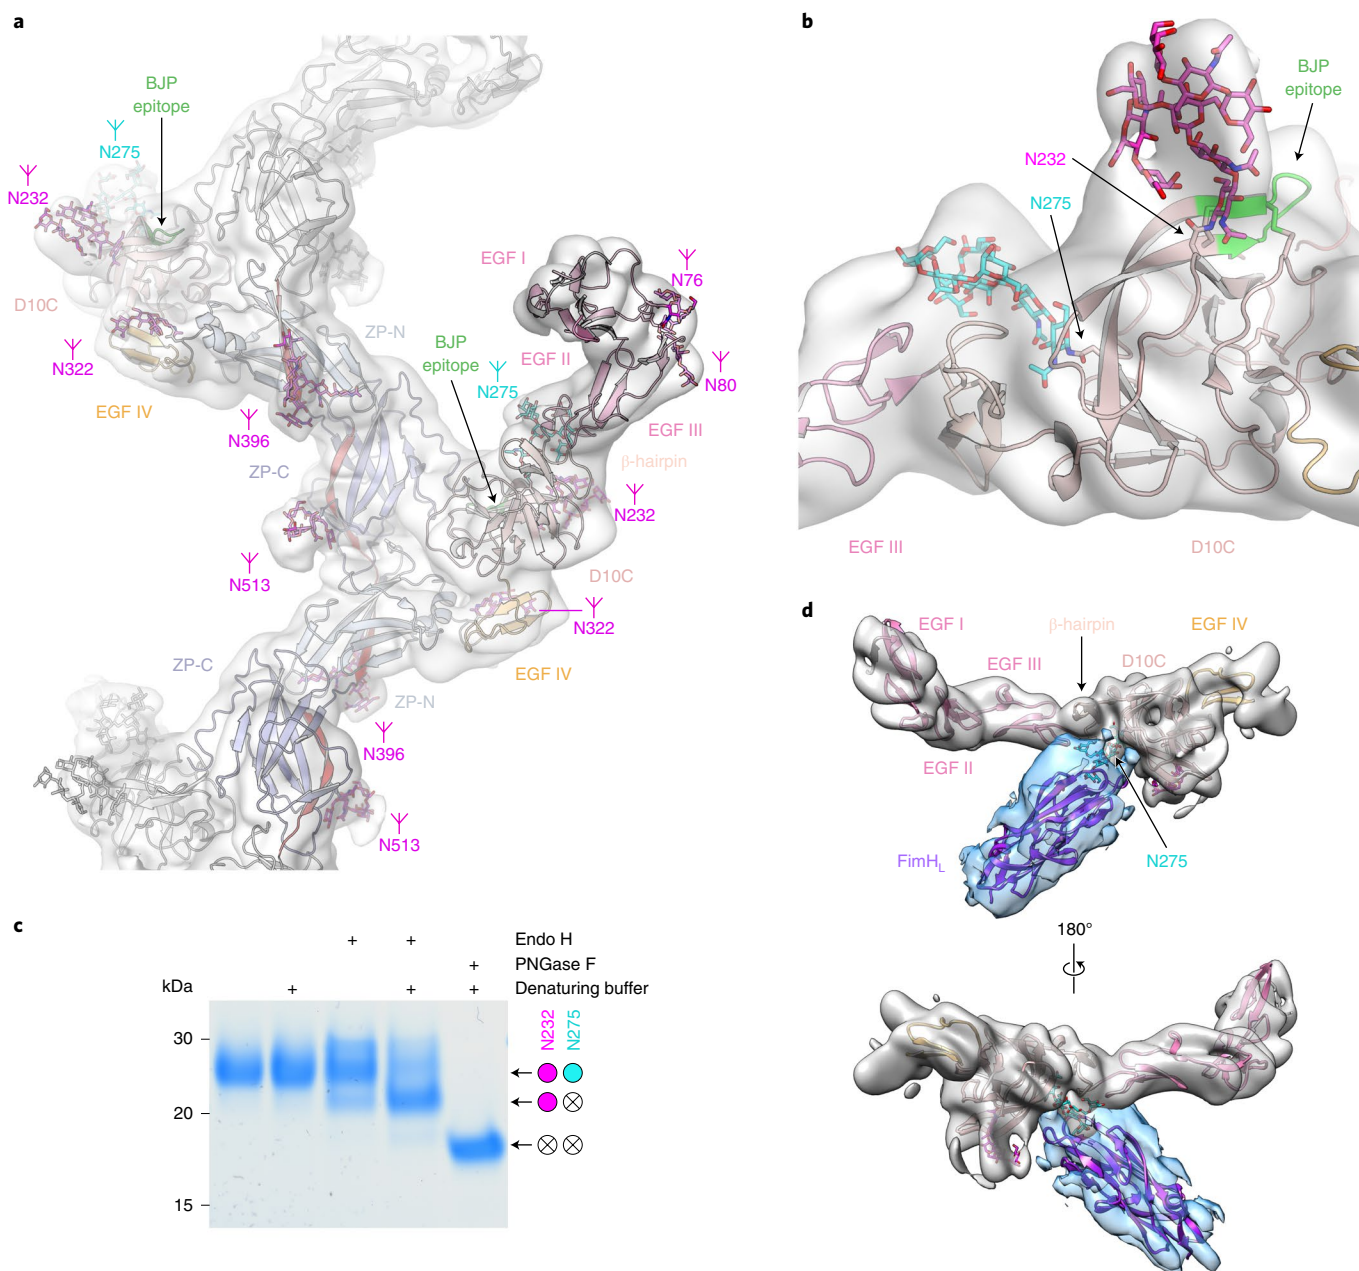 a
BJP
epitope
N275
N232
D10C
N322
EGF IV
ZP-N
N396
ZP-C
N513
EGF I
EGF II
N76
N80
BJP
epitope
N275
EGF III
β-hairpin
N232
D10C
N322
EGF IV
ZP-C
ZP-N
N396
N513
b
BJP
epitope
N232
N275
EGF III
D10C
c
+ + Endo H
+ PNGase F
kDa + + + Denaturing buffer
N232 N275
30
20
15
d
EGF I
β-hairpin
EGF IV
EGF III
D10C
EGF II
FimHL
N275
180°